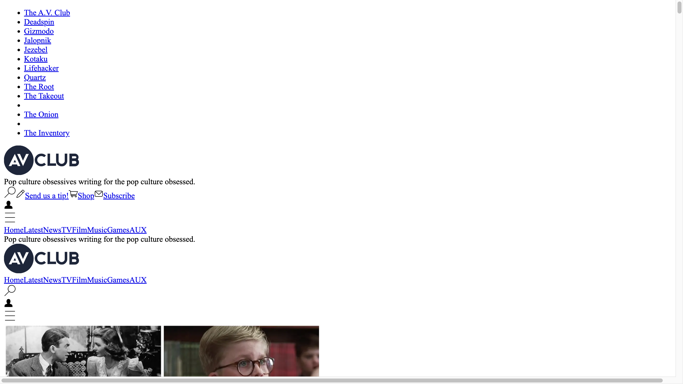 The A.V. Club
Deadspin
Gizmodo
Jalopnik
Jezebel
Kotaku
Lifehacker
Quartz
The Root
The Takeout
The Onion
The Inventory
AV CLUB
Pop culture obsessives writing for the pop culture obsessed.
Send us a tip!ShopSubscribe
HomeLatestNewsTVFilmMusicGamesAUX
Pop culture obsessives writing for the pop culture obsessed.
AV CLUB
HomeLatestNewsTVFilmMusicGamesAUX